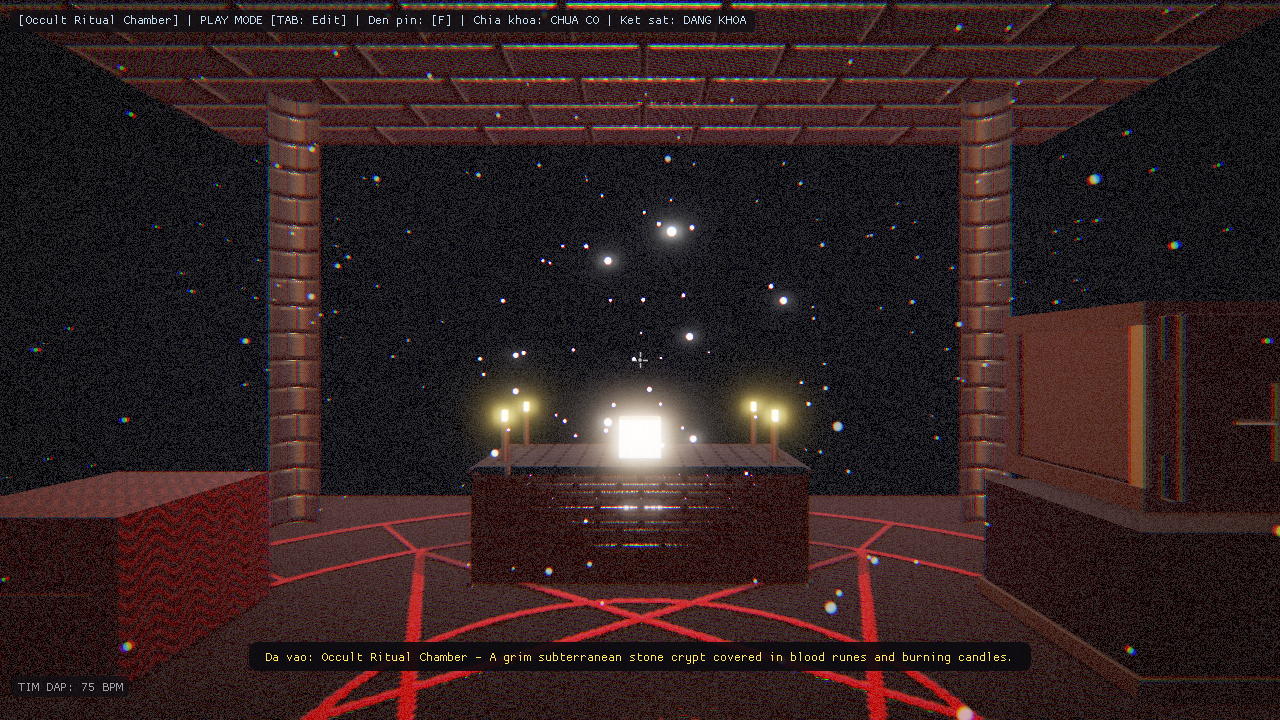 [Occult Ritual Chamber] | PLAY MODE [TAB: Edit] | Den pin: [F] | Chia khoa: CHUA CO | Ket sat: DANG KHOA
Da vao: Occult Ritual Chamber - A grim subterranean stone crypt covered in blood runes and burning candles.
TIM DAP: 75 BPM